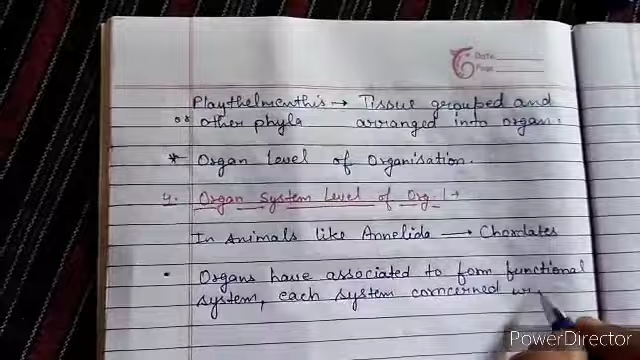 Date
Page
Playthelmenthis → Tissue grouped and
other phyla arranged into organ.
* Organ Level of Organisation.
4. Organ System Level of Org. 1 →
In animals like Annelida → Chordates
• Organs have associated to form functional
system, each system concerned
PowerDirector